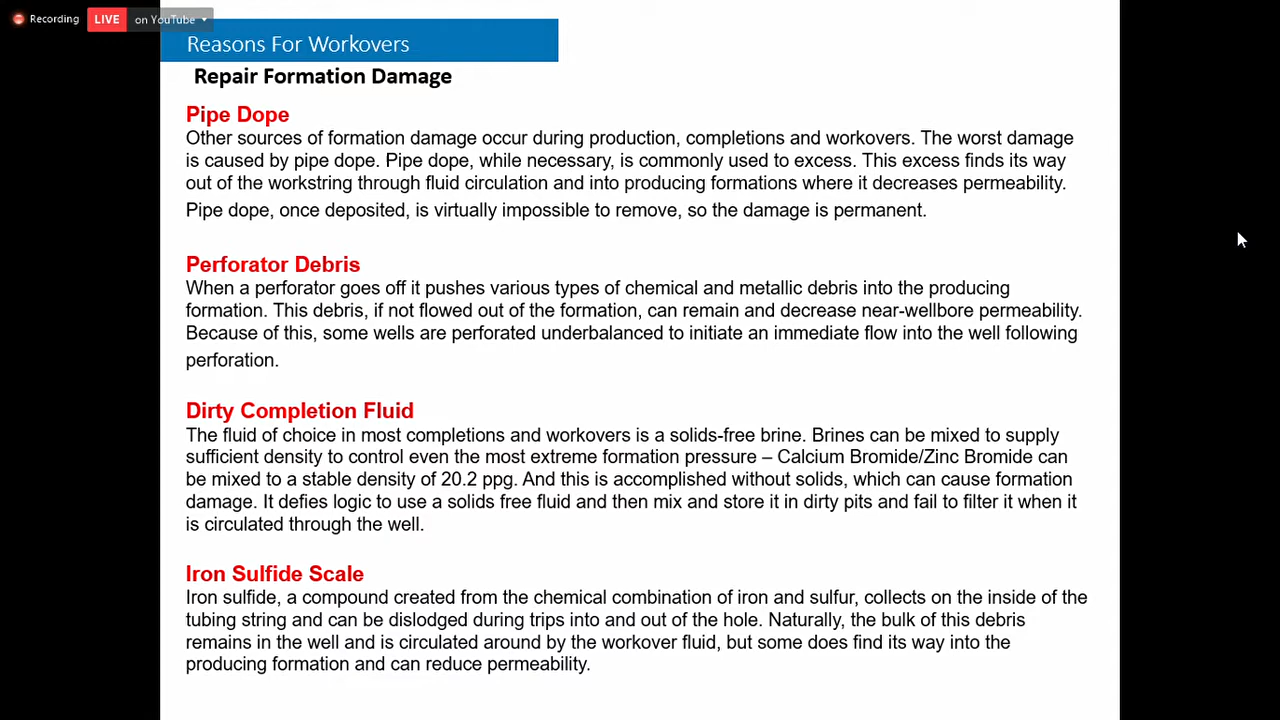 Recording
LIVE on YouTube
Reasons For Workovers
Repair Formation Damage
Pipe Dope
Other sources of formation damage occur during production, completions and workovers. The worst damage
is caused by pipe dope. Pipe dope, while necessary, is commonly used to excess. This excess finds its way
out of the workstring through fluid circulation and into producing formations where it decreases permeability.
Pipe dope, once deposited, is virtually impossible to remove, so the damage is permanent.
Perforator Debris
When a perforator goes off it pushes various types of chemical and metallic debris into the producing
formation. This debris, if not flowed out of the formation, can remain and decrease near-wellbore permeability.
Because of this, some wells are perforated underbalanced to initiate an immediate flow into the well following
perforation.
Dirty Completion Fluid
The fluid of choice in most completions and workovers is a solids-free brine. Brines can be mixed to supply
sufficient density to control even the most extreme formation pressure – Calcium Bromide/Zinc Bromide can
be mixed to a stable density of 20.2 ppg. And this is accomplished without solids, which can cause formation
damage. It defies logic to use a solids free fluid and then mix and store it in dirty pits and fail to filter it when it
is circulated through the well.
Iron Sulfide Scale
Iron sulfide, a compound created from the chemical combination of iron and sulfur, collects on the inside of the
tubing string and can be dislodged during trips into and out of the hole. Naturally, the bulk of this debris
remains in the well and is circulated around by the workover fluid, but some does find its way into the
producing formation and can reduce permeability.